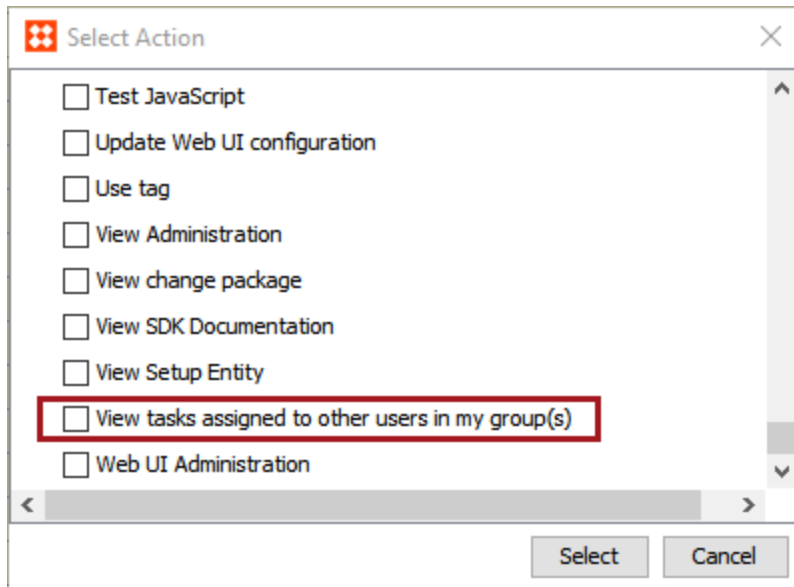 Select Action
Test JavaScript
Update Web UI configuration
Use tag
View Administration
View change package
View SDK Documentation
View Setup Entity
View tasks assigned to other users in my group(s)
Web UI Administration
Select Cancel